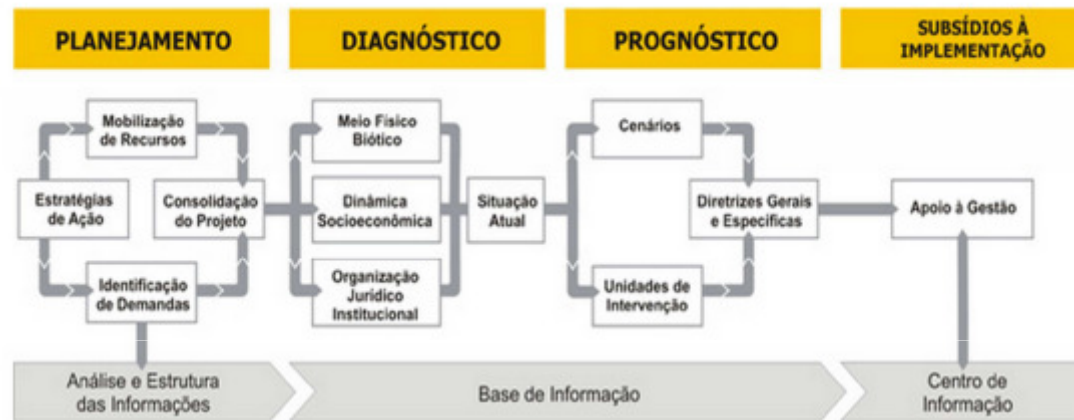 PLANEJAMENTO
DIAGNÓSTICO
PROGNÓSTICO
SUBSÍDIOS À
IMPLEMENTAÇÃO
Mobilização
de Recursos
Estratégias
de Ação
Consolidação
do Projeto
Identificação
de Demandas
Meio Físico
Biótico
Dinâmica
Socioeconômica
Organização
Jurídico
Institucional
Situação
Atual
Cenários
Diretrizes Gerais
e Específicas
Unidades de
Intervenção
Apoio à Gestão
Análise e Estrutura
das Informações
Base de Informação
Centro de
Informação